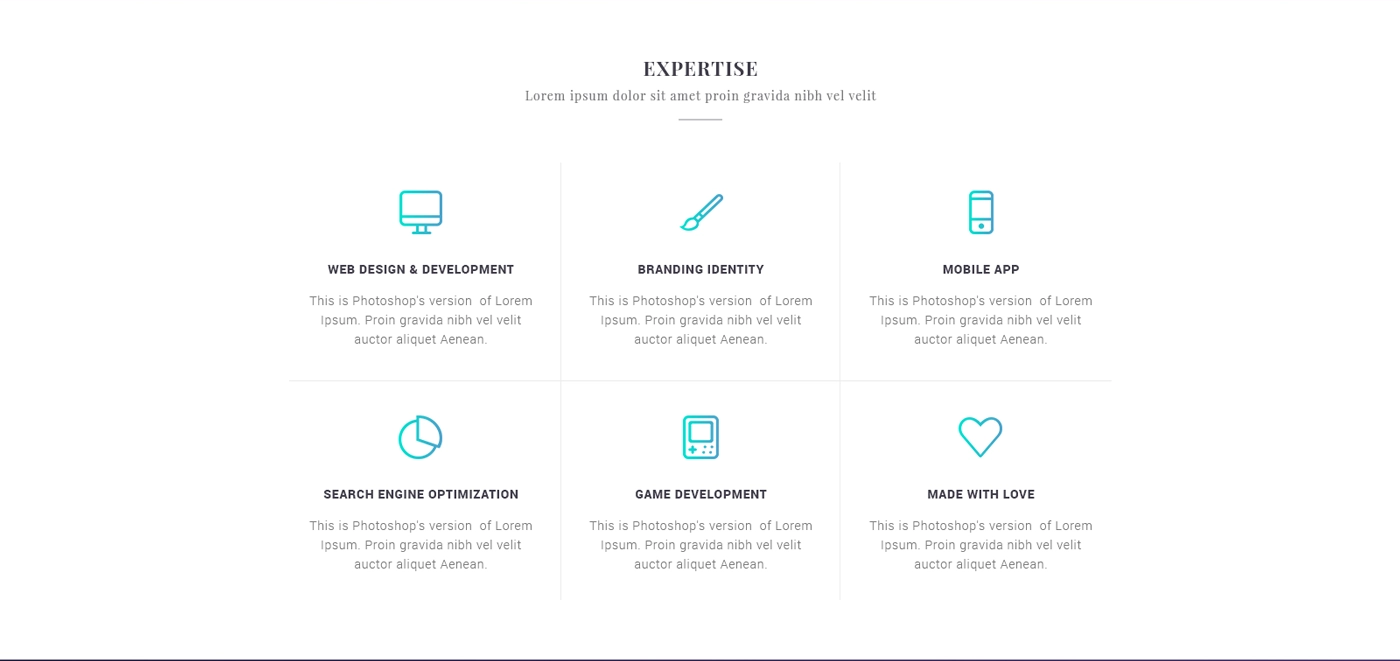 EXPERTISE
Lorem ipsum dolor sit amet proin gravida nibh vel velit
WEB DESIGN & DEVELOPMENT
This is Photoshop's version  of Lorem
Ipsum. Proin gravida nibh vel velit
auctor aliquet Aenean.
BRANDING IDENTITY
This is Photoshop's version  of Lorem
Ipsum. Proin gravida nibh vel velit
auctor aliquet Aenean.
MOBILE APP
This is Photoshop's version  of Lorem
Ipsum. Proin gravida nibh vel velit
auctor aliquet Aenean.
SEARCH ENGINE OPTIMIZATION
This is Photoshop's version  of Lorem
Ipsum. Proin gravida nibh vel velit
auctor aliquet Aenean.
GAME DEVELOPMENT
This is Photoshop's version  of Lorem
Ipsum. Proin gravida nibh vel velit
auctor aliquet Aenean.
MADE WITH LOVE
This is Photoshop's version  of Lorem
Ipsum. Proin gravida nibh vel velit
auctor aliquet Aenean.